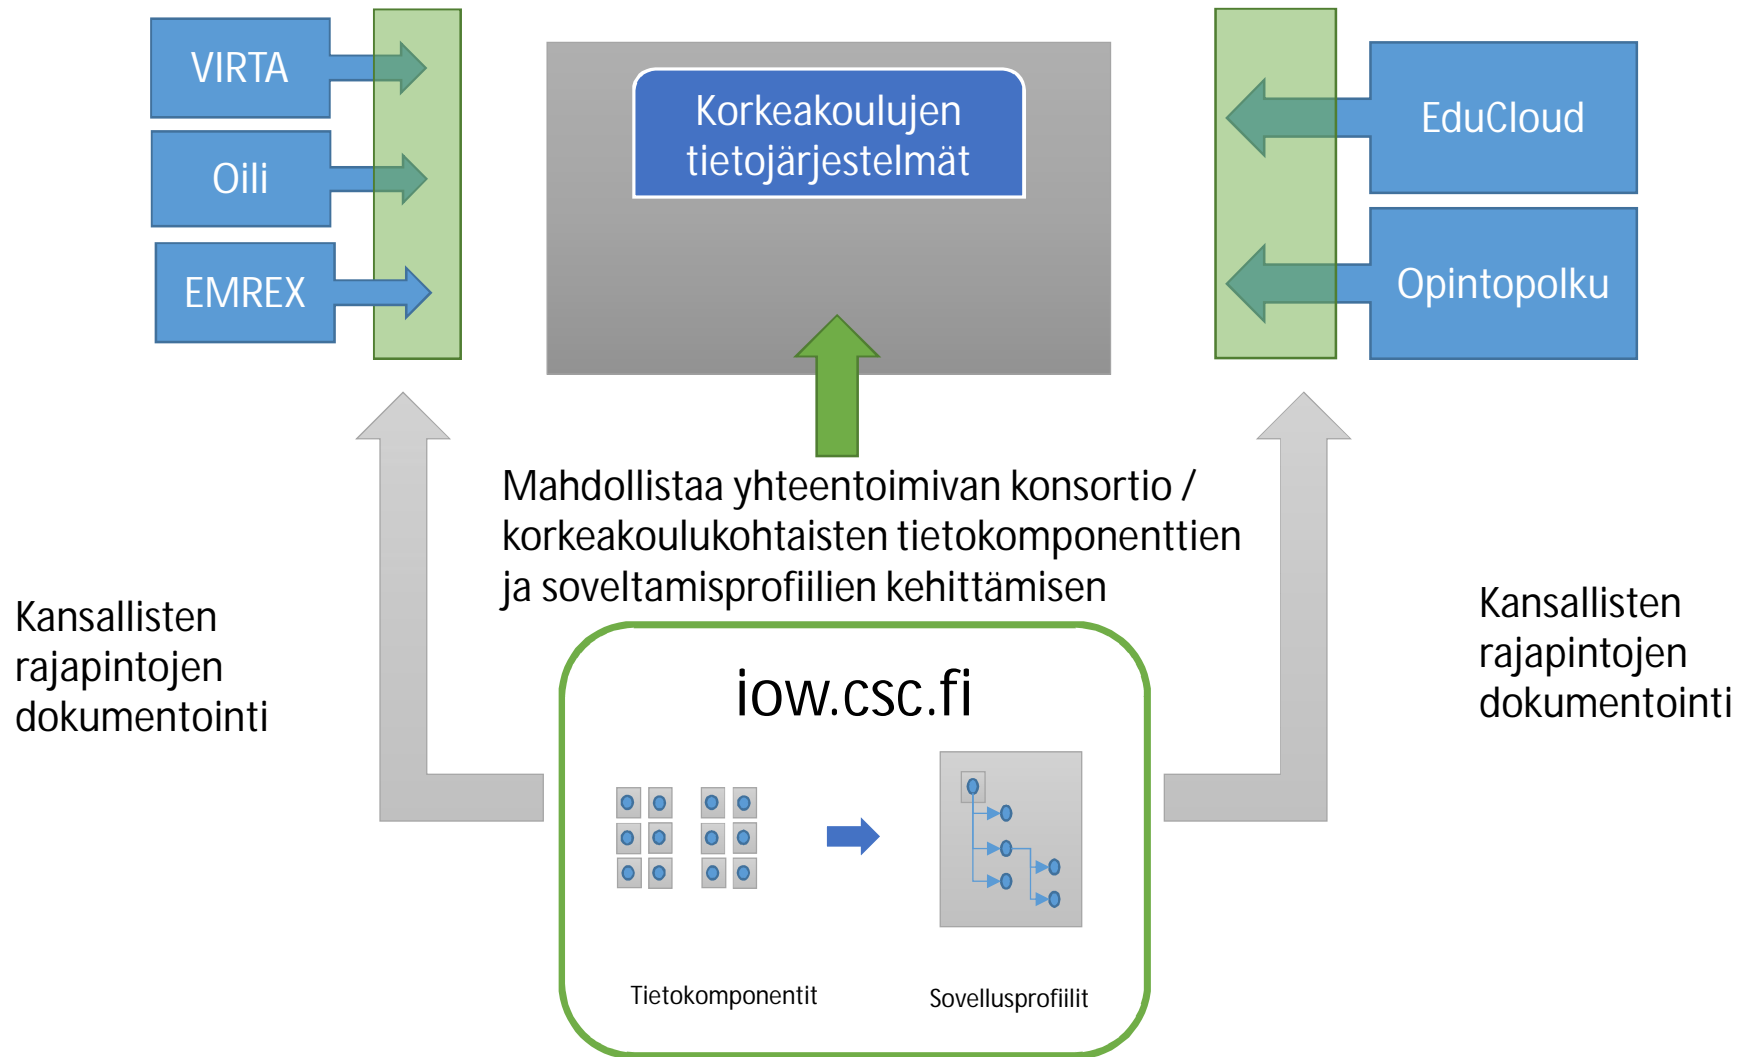 VIRTA
Oili
EMREX
Korkeakoulujen
tietojärjestelmät
EduCloud
Opintopolku
Mahdollistaa yhteentoimivan konsortio /
korkeakoulukohtaisten tietokomponenttien
ja soveltamisprofiilien kehittämisen
Kansallisten
rajapintojen
dokumentointi
Kansallisten
rajapintojen
dokumentointi
iow.csc.fi
Tietokomponentit
Sovellusprofiilit